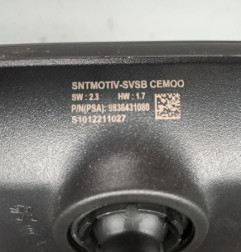 SNTMOTIV-SVSB CEMOO
SW : 2.3 HW : 1.7
P/N(PSA): 9836431080
S1012211027